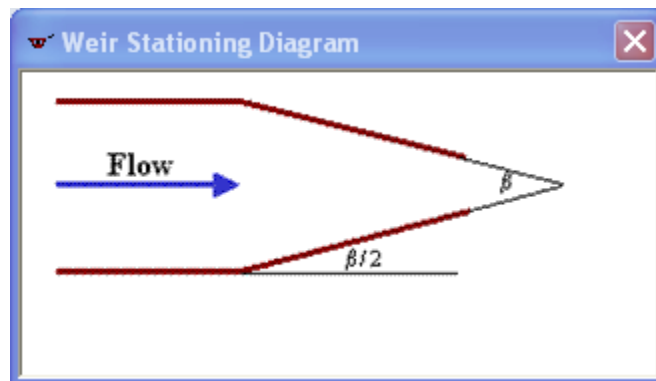 Weir Stationing Diagram
Flow
β
β/2